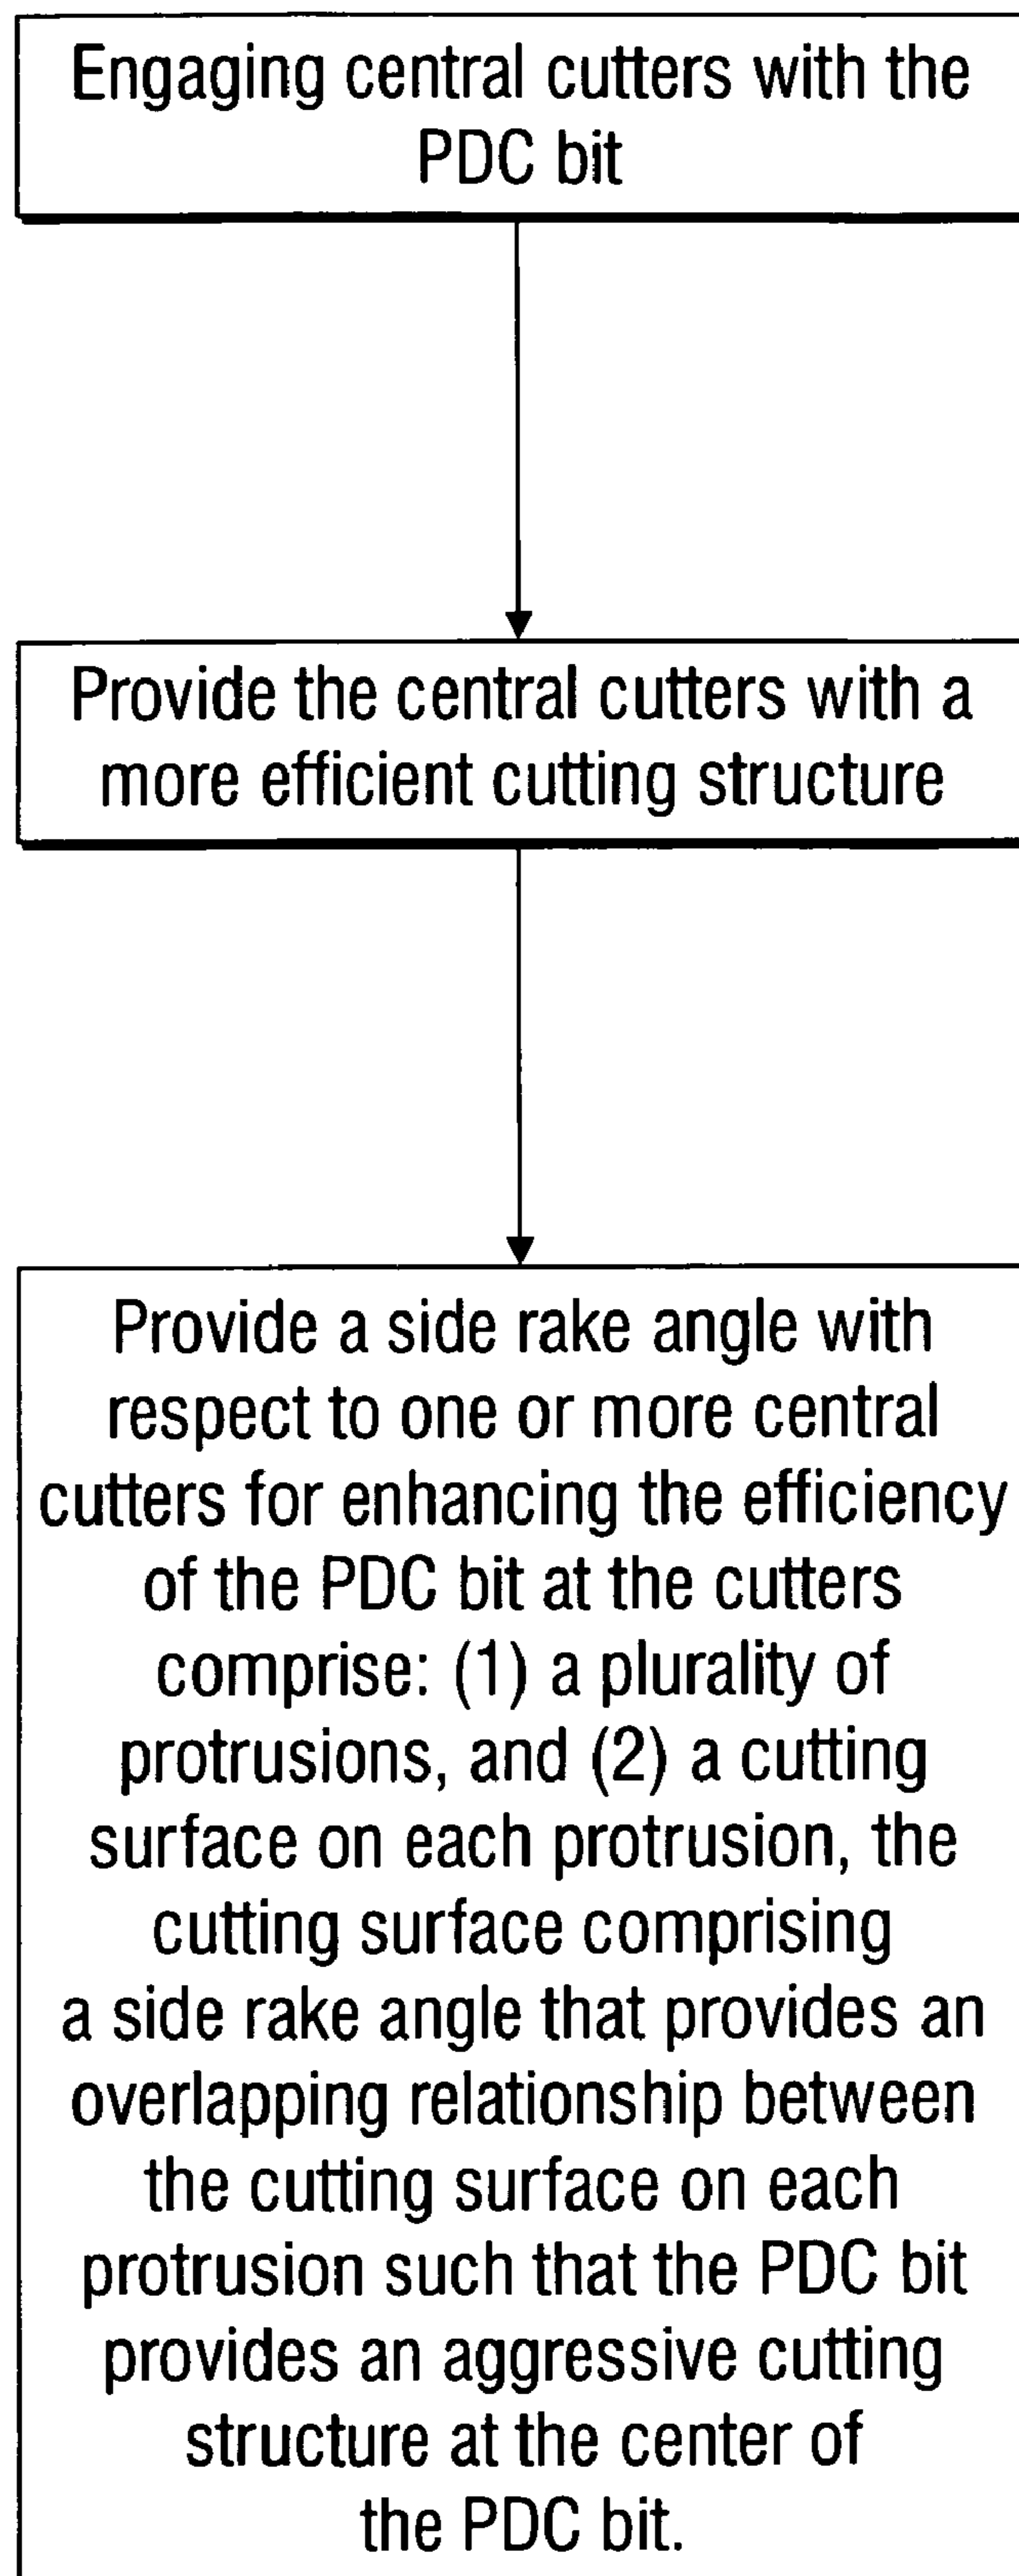 Engaging central cutters with the
PDC bit
Provide the central cutters with a
more efficient cutting structure
Provide a side rake angle with
respect to one or more central
cutters for enhancing the efficiency
of the PDC bit at the cutters
comprise: (1) a plurality of
protrusions, and (2) a cutting
surface on each protrusion, the
cutting surface comprising
a side rake angle that provides an
overlapping relationship between
the cutting surface on each
protrusion such that the PDC bit
provides an aggressive cutting
structure at the center of
the PDC bit.